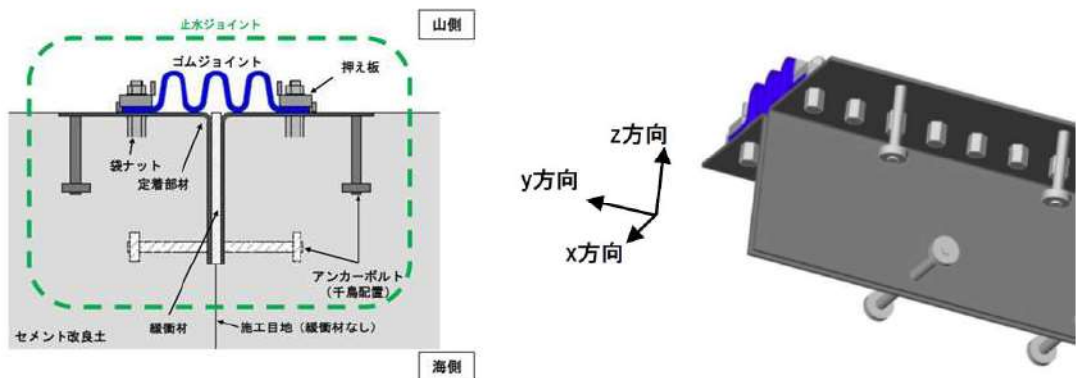 止水ジョイント
山側
ゴムジョイント
押え板
袋ナット
定着部材
アンカーボルト
(千鳥配置)
緩衝材
施工目地(緩衝材なし)
セメント改良土
海側
z方向
y方向
x方向